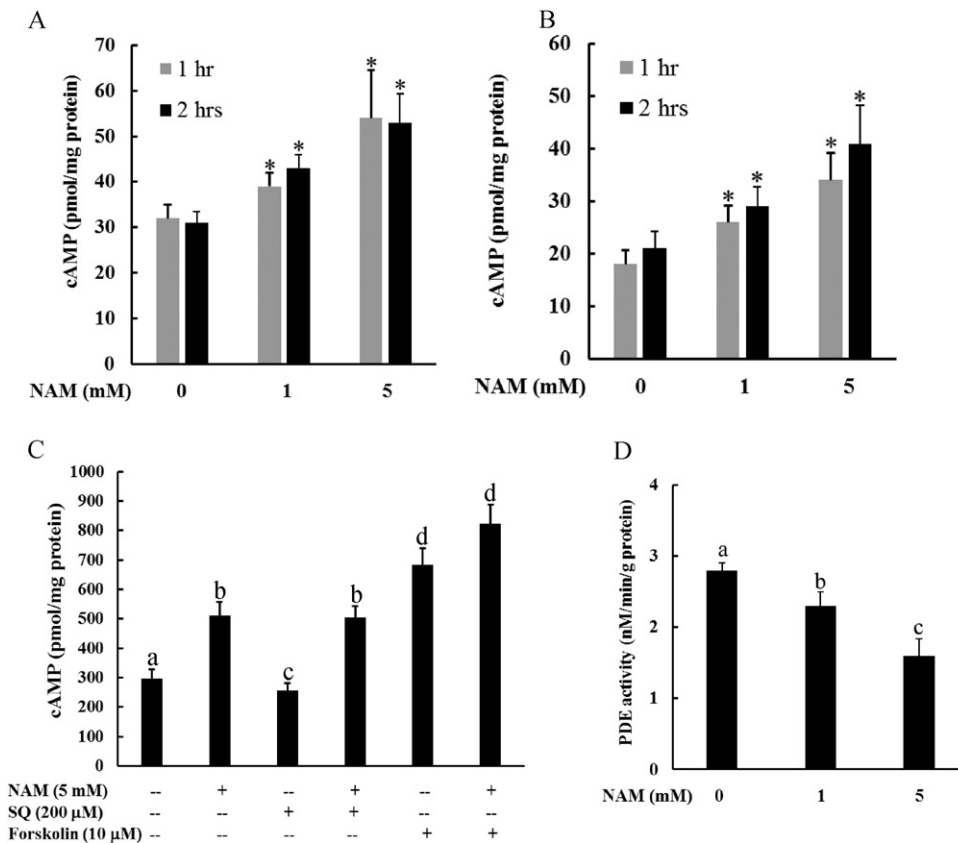 A
cAMP (pmol/mg protein)
70
60
50
40
30
20
10
0
1 hr
2 hrs
* * * *
NAM (mM) 0 1 5
B
cAMP (pmol/mg protein)
60
50
40
30
20
10
0
1 hr
2 hrs
* * * *
NAM (mM) 0 1 5
C
cAMP (pmol/mg protein)
1000
900
800
700
600
500
400
300
200
100
0
a b c b d d
NAM (5 mM) -- + -- + -- +
SQ (200 µM) -- -- + + -- --
Forskolin (10 µM) -- -- -- -- + +
D
PDE activity (nM/min/g protein)
4
3
2
1
0
a b c
NAM (mM) 0 1 5